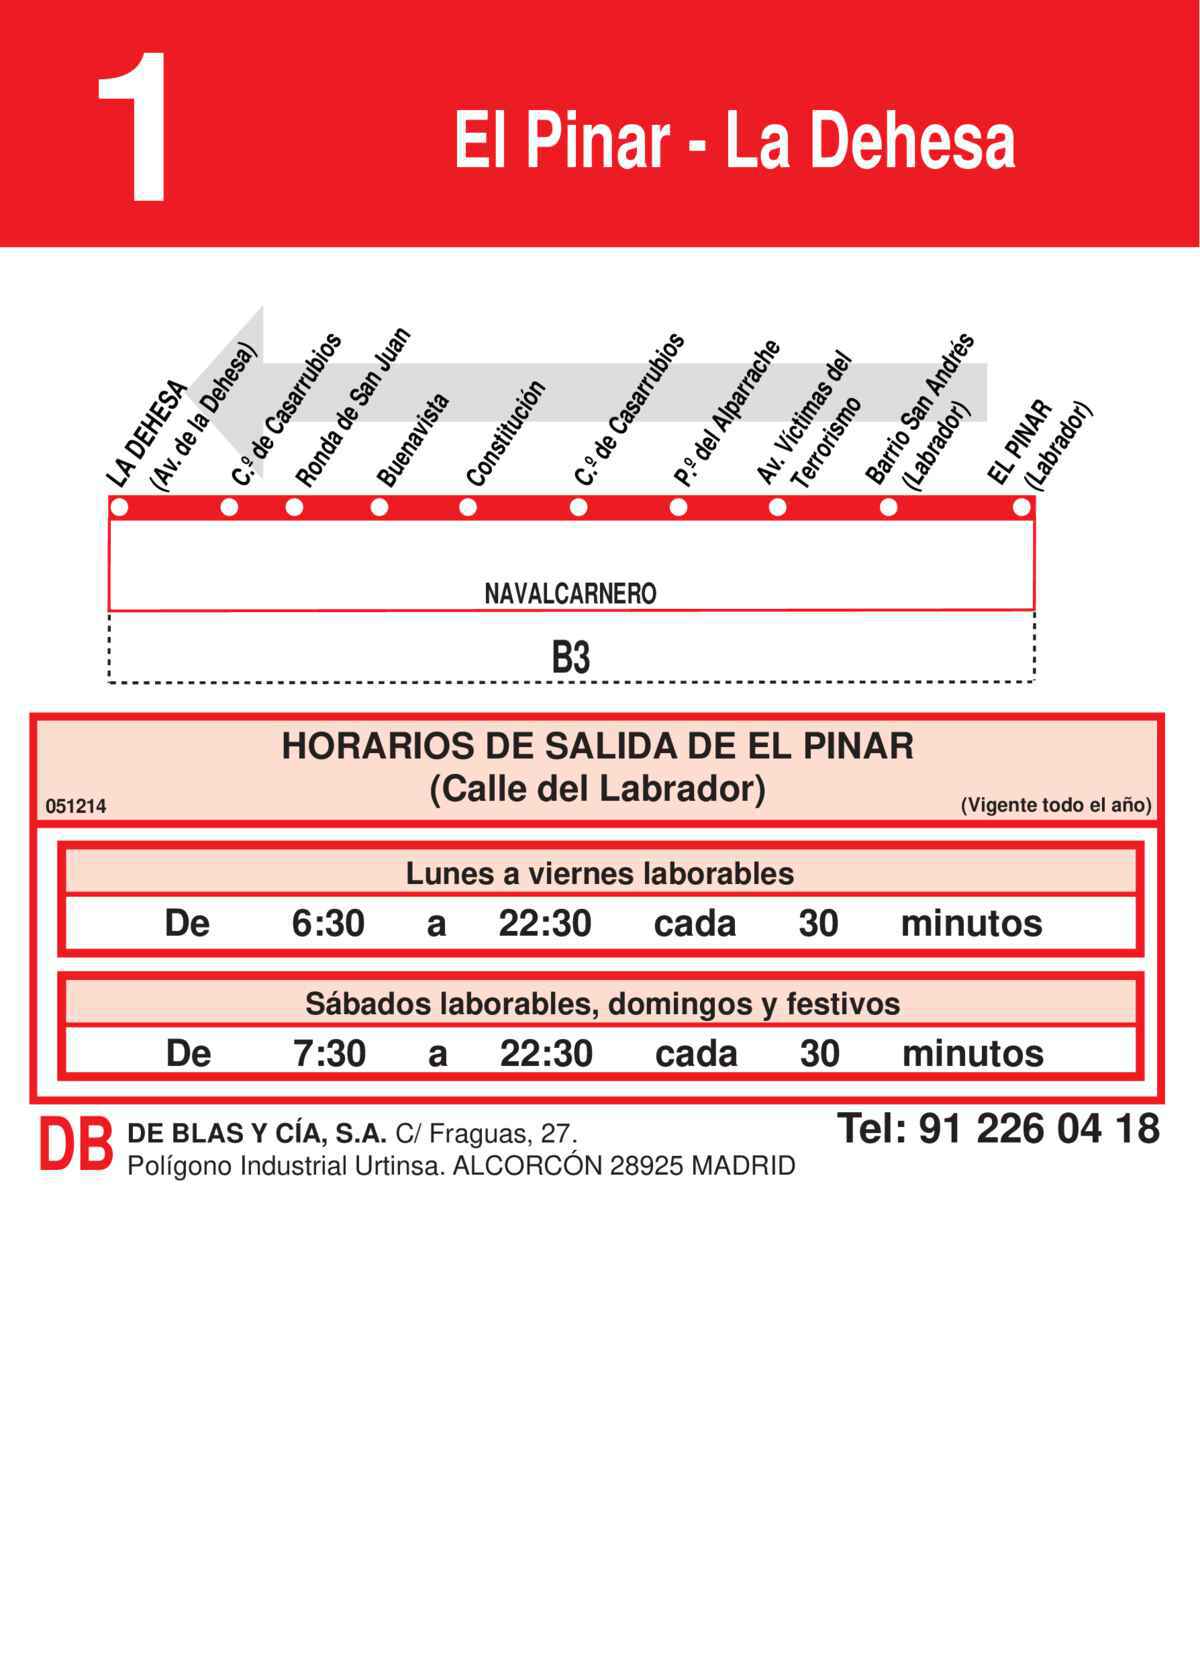 1
El Pinar - La Dehesa
LA DEHESA
(Av. de la Dehesa)
C.º de Casarrubios
Ronda de San Juan
Buenavista
Constitución
C.º de Casarrubios
P.º del Alparrache
Av. Víctimas del
Terrorismo
Barrio San Andrés
(Labrador)
EL PINAR
(Labrador)
NAVALCARNERO
B3
HORARIOS DE SALIDA DE EL PINAR
(Calle del Labrador)
051214
(Vigente todo el año)
Lunes a viernes laborables
De 6:30 a 22:30 cada 30 minutos
Sábados laborables, domingos y festivos
De 7:30 a 22:30 cada 30 minutos
DB
DE BLAS Y CÍA, S.A. C/ Fraguas, 27.
Polígono Industrial Urtinsa. ALCORCÓN 28925 MADRID
Tel: 91 226 04 18